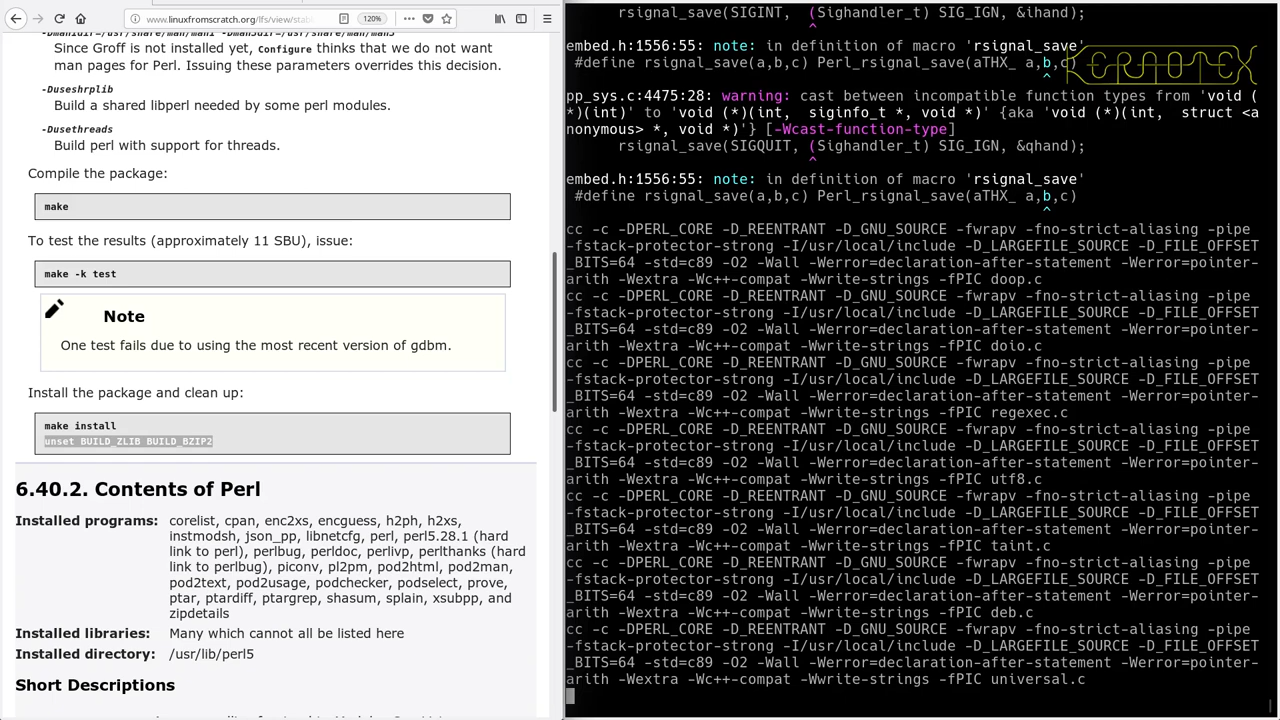 www.linuxfromscratch.org/lfs/view/stab
120%
Since Groff is not installed yet, Configure thinks that we do not want
man pages for Perl. Issuing these parameters overrides this decision.
-Duseshrplib
Build a shared libperl needed by some perl modules.
-Dusethreads
Build perl with support for threads.
Compile the package:
make
To test the results (approximately 11 SBU), issue:
make -k test
Note
One test fails due to using the most recent version of gdbm.
Install the package and clean up:
make install
unset BUILD_ZLIB BUILD_BZIP2
6.40.2. Contents of Perl
Installed programs: corelist, cpan, enc2xs, encguess, h2ph, h2xs,
instmodsh, json_pp, libnetcfg, perl, perl5.28.1 (hard
link to perl), perlbug, perldoc, perlivp, perlthanks (hard
link to perlbug), piconv, pl2pm, pod2html, pod2man,
pod2text, pod2usage, podchecker, podselect, prove,
ptar, ptardiff, ptargrep, shasum, splain, xsubpp, and
zipdetails
Installed libraries: Many which cannot all be listed here
Installed directory: /usr/lib/perl5
Short Descriptions
rsignal_save(SIGINT,  (Sighandler_t) SIG_IGN, &ihand);
^
embed.h:1556:55: note: in definition of macro 'rsignal_save'
#define rsignal_save(a,b,c) Perl_rsignal_save(aTHX_ a,b,c)
^
pp_sys.c:4475:28: warning: cast between incompatible function types from 'void (
*)(int)' to 'void (*)(int,  siginfo_t *, void *)' {aka 'void (*)(int,  struct <a
nonymous> *, void *)'} [-Wcast-function-type]
rsignal_save(SIGQUIT, (Sighandler_t) SIG_IGN, &qhand);
^
embed.h:1556:55: note: in definition of macro 'rsignal_save'
#define rsignal_save(a,b,c) Perl_rsignal_save(aTHX_ a,b,c)
^
cc -c -DPERL_CORE -D_REENTRANT -D_GNU_SOURCE -fwrapv -fno-strict-aliasing -pipe
-fstack-protector-strong -I/usr/local/include -D_LARGEFILE_SOURCE -D_FILE_OFFSET
_BITS=64 -std=c89 -O2 -Wall -Werror=declaration-after-statement -Werror=pointer-
arith -Wextra -Wc++-compat -Wwrite-strings -fPIC doop.c
cc -c -DPERL_CORE -D_REENTRANT -D_GNU_SOURCE -fwrapv -fno-strict-aliasing -pipe
-fstack-protector-strong -I/usr/local/include -D_LARGEFILE_SOURCE -D_FILE_OFFSET
_BITS=64 -std=c89 -O2 -Wall -Werror=declaration-after-statement -Werror=pointer-
arith -Wextra -Wc++-compat -Wwrite-strings -fPIC doio.c
cc -c -DPERL_CORE -D_REENTRANT -D_GNU_SOURCE -fwrapv -fno-strict-aliasing -pipe
-fstack-protector-strong -I/usr/local/include -D_LARGEFILE_SOURCE -D_FILE_OFFSET
_BITS=64 -std=c89 -O2 -Wall -Werror=declaration-after-statement -Werror=pointer-
arith -Wextra -Wc++-compat -Wwrite-strings -fPIC regexec.c
cc -c -DPERL_CORE -D_REENTRANT -D_GNU_SOURCE -fwrapv -fno-strict-aliasing -pipe
-fstack-protector-strong -I/usr/local/include -D_LARGEFILE_SOURCE -D_FILE_OFFSET
_BITS=64 -std=c89 -O2 -Wall -Werror=declaration-after-statement -Werror=pointer-
arith -Wextra -Wc++-compat -Wwrite-strings -fPIC utf8.c
cc -c -DPERL_CORE -D_REENTRANT -D_GNU_SOURCE -fwrapv -fno-strict-aliasing -pipe
-fstack-protector-strong -I/usr/local/include -D_LARGEFILE_SOURCE -D_FILE_OFFSET
_BITS=64 -std=c89 -O2 -Wall -Werror=declaration-after-statement -Werror=pointer-
arith -Wextra -Wc++-compat -Wwrite-strings -fPIC taint.c
cc -c -DPERL_CORE -D_REENTRANT -D_GNU_SOURCE -fwrapv -fno-strict-aliasing -pipe
-fstack-protector-strong -I/usr/local/include -D_LARGEFILE_SOURCE -D_FILE_OFFSET
_BITS=64 -std=c89 -O2 -Wall -Werror=declaration-after-statement -Werror=pointer-
arith -Wextra -Wc++-compat -Wwrite-strings -fPIC deb.c
cc -c -DPERL_CORE -D_REENTRANT -D_GNU_SOURCE -fwrapv -fno-strict-aliasing -pipe
-fstack-protector-strong -I/usr/local/include -D_LARGEFILE_SOURCE -D_FILE_OFFSET
_BITS=64 -std=c89 -O2 -Wall -Werror=declaration-after-statement -Werror=pointer-
arith -Wextra -Wc++-compat -Wwrite-strings -fPIC universal.c